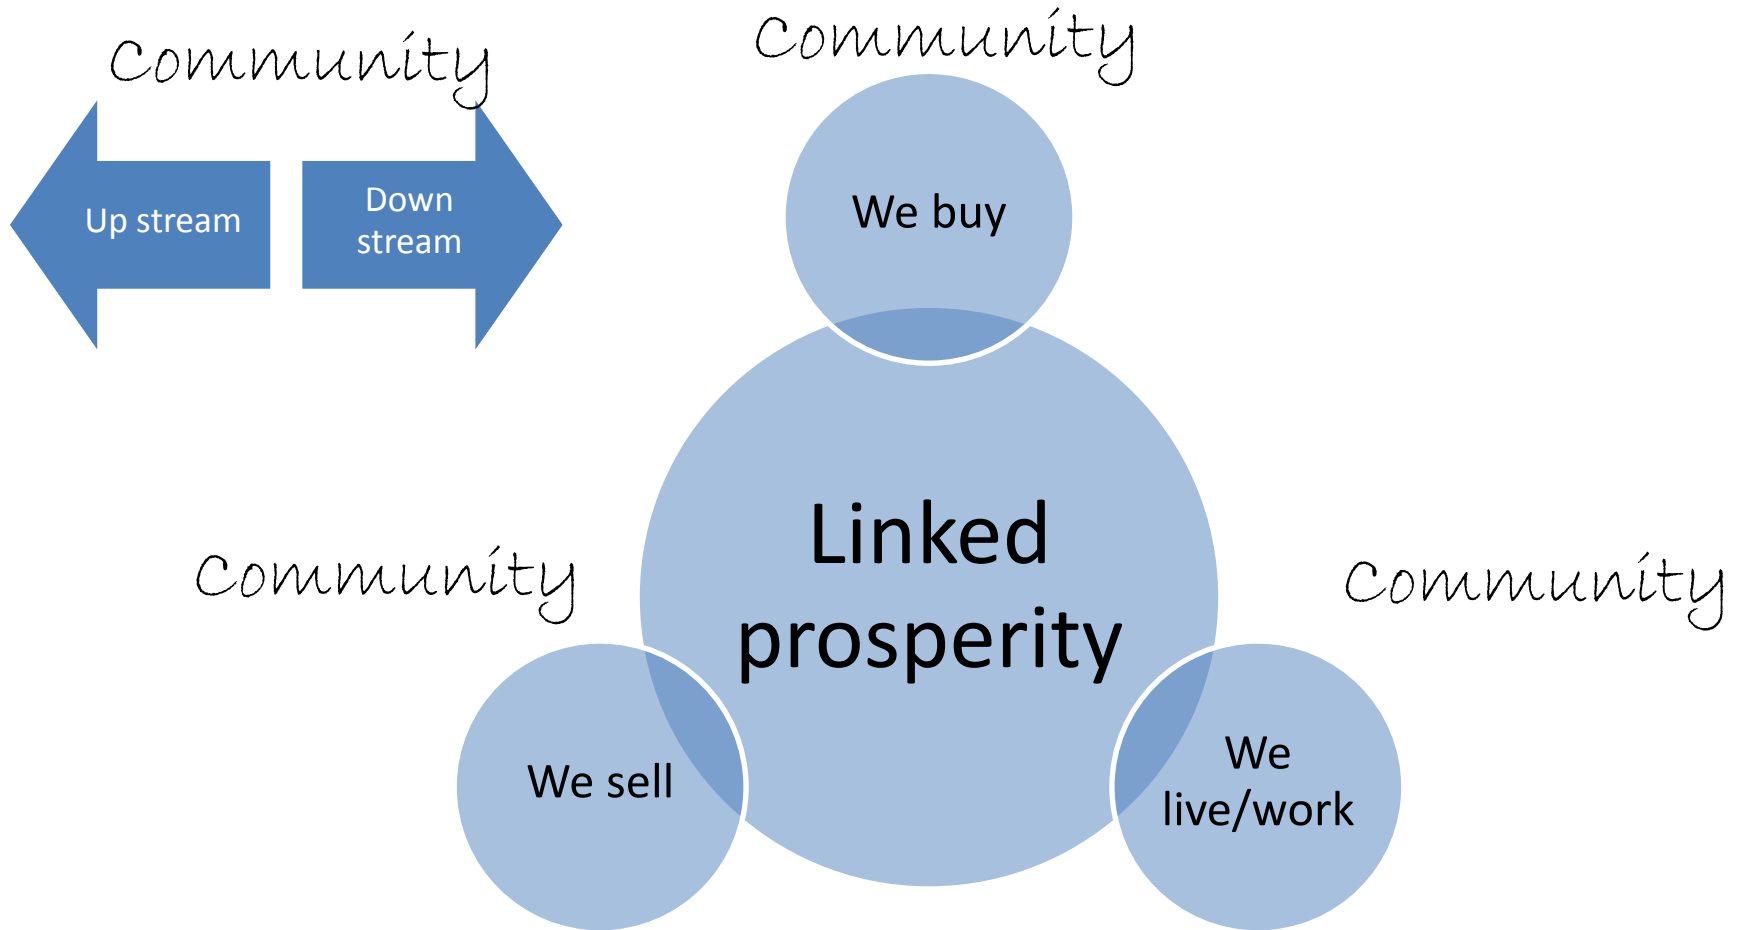 Community
Up stream
Down
stream
Community
We buy
Linked
prosperity
Community
We sell
Community
We
live/work